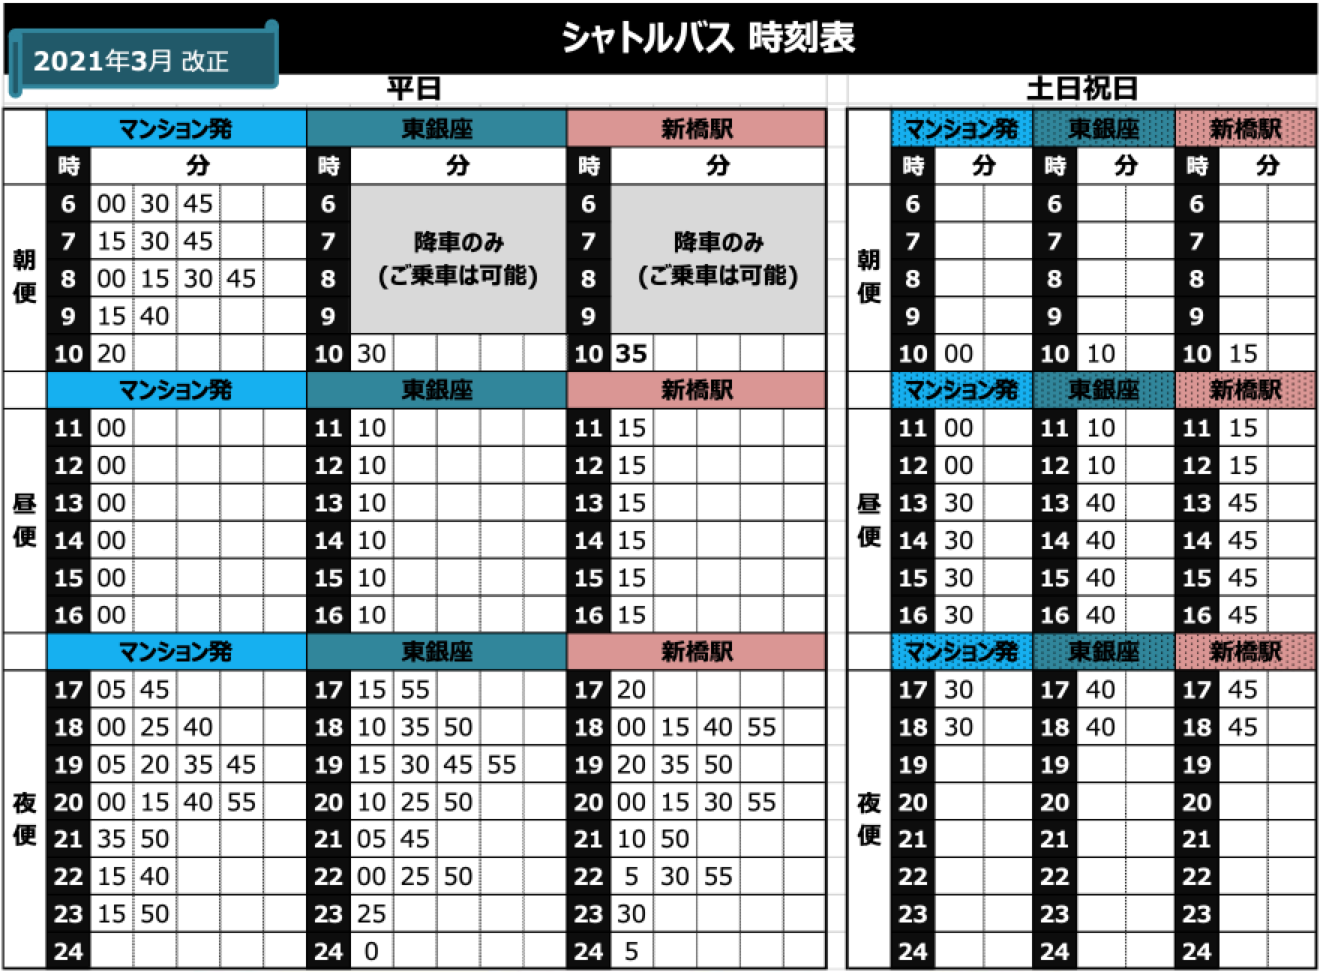 シャトルバス 時刻表
2021年3月 改正
平日
土日祝日
マンション発 東銀座 新橋駅 マンション発 東銀座 新橋駅
時 分 時 分 時 分 時 分 時 分 時 分
朝便
6 00 30 45 6 6 6 6 6
7 15 30 45 7 降車のみ 7 降車のみ 7 7 7
8 00 15 30 45 8 (ご乗車は可能) 8 (ご乗車は可能) 8 8 8
9 15 40 9 9 9 9 9
10 20 10 30 10 35 朝便 10 00 10 10 10 15
マンション発 東銀座 新橋駅 マンション発 東銀座 新橋駅
昼便
11 00 11 10 11 15 11 00 11 10 11 15
12 00 12 10 12 15 12 00 12 10 12 15
13 00 13 10 13 15 13 30 13 40 13 45
14 00 14 10 14 15 昼便 14 30 14 40 14 45
15 00 15 10 15 15 15 30 15 40 15 45
16 00 16 10 16 15 16 30 16 40 16 45
マンション発 東銀座 新橋駅 マンション発 東銀座 新橋駅
夜便
17 05 45 17 15 55 17 20 17 30 17 40 17 45
18 00 25 40 18 10 35 50 18 00 15 40 55 18 30 18 40 18 45
19 05 20 35 45 19 15 30 45 55 19 20 35 50 19 19 19
20 00 15 40 55 20 10 25 50 20 00 15 30 55 夜便 20 20 20
21 35 50 21 05 45 21 10 50 21 21 21
22 15 40 22 00 25 50 22 5 30 55 22 22 22
23 15 50 23 25 23 30 23 23 23
24 24 0 24 5 24 24 24